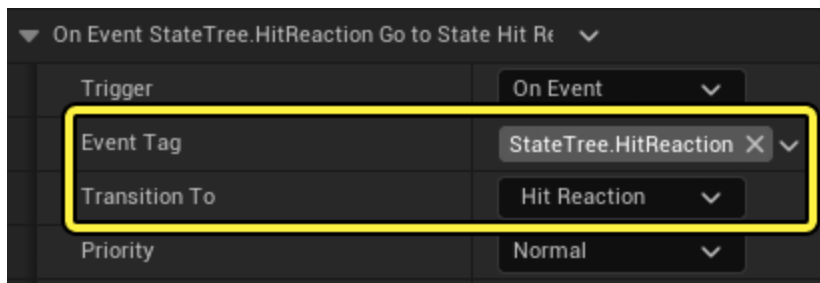 On Event StateTree.HitReaction Go to State Hit Re
Trigger On Event
Event Tag StateTree.HitReaction
Transition To Hit Reaction
Priority Normal